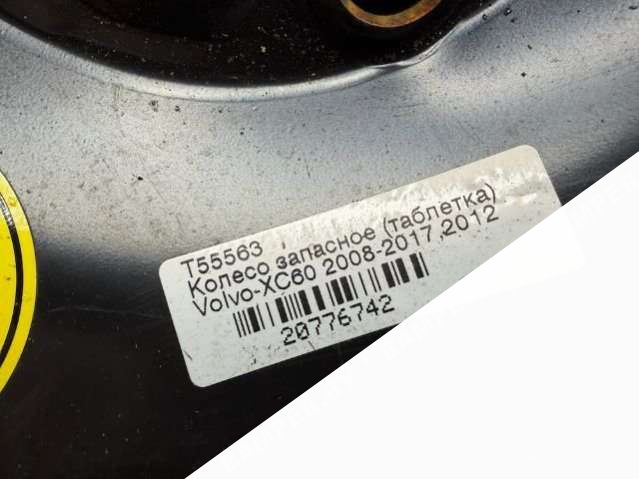 T55563
Колесо запасное (таблетка)
Volvo-XC60 2008-2017 2012
20776742